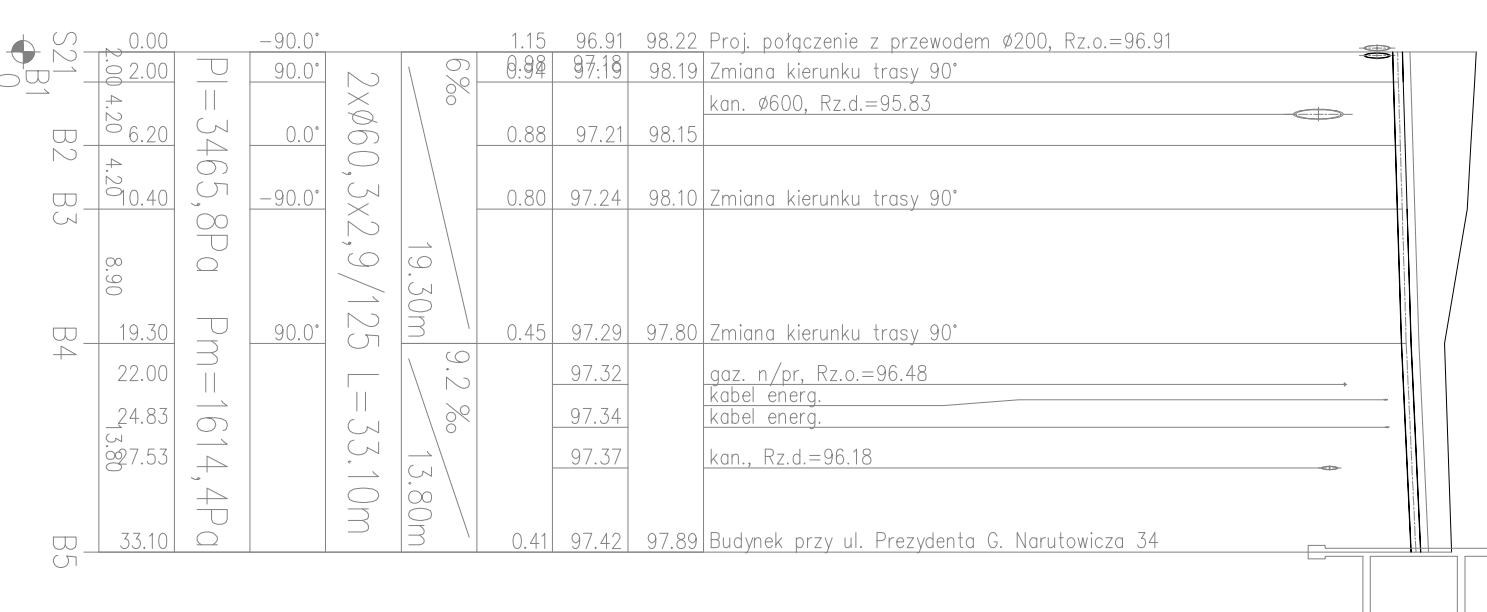 S21 0.00 −90.0° 1.15 96.91 98.22 Proj. połączenie z przewodem ø200, Rz.o.=96.91
0.98 97.18
B1 2.00 90.0° 0.94 97.19 98.19 Zmiana kierunku trasy 90°
0
kan. ø600, Rz.d.=95.83
B2 6.20 0.0° 0.88 97.21 98.15
B3 10.40 −90.0° 0.80 97.24 98.10 Zmiana kierunku trasy 90°
B4 19.30 90.0° 0.45 97.29 97.80 Zmiana kierunku trasy 90°
22.00 97.32 gaz. n/pr, Rz.o.=96.48
kabel energ.
24.83 97.34 kabel energ.
27.53 97.37 kan., Rz.d.=96.18
B5 33.10 0.41 97.42 97.89 Budynek przy ul. Prezydenta G. Narutowicza 34
2.00 4.20 4.20 8.90 13.80
Pl=3465,8Pa Pm=1614,4Pa
2xø60,3x2,9/125 L=33.10m
6‰ 19.30m
9.2 ‰ 13.80m